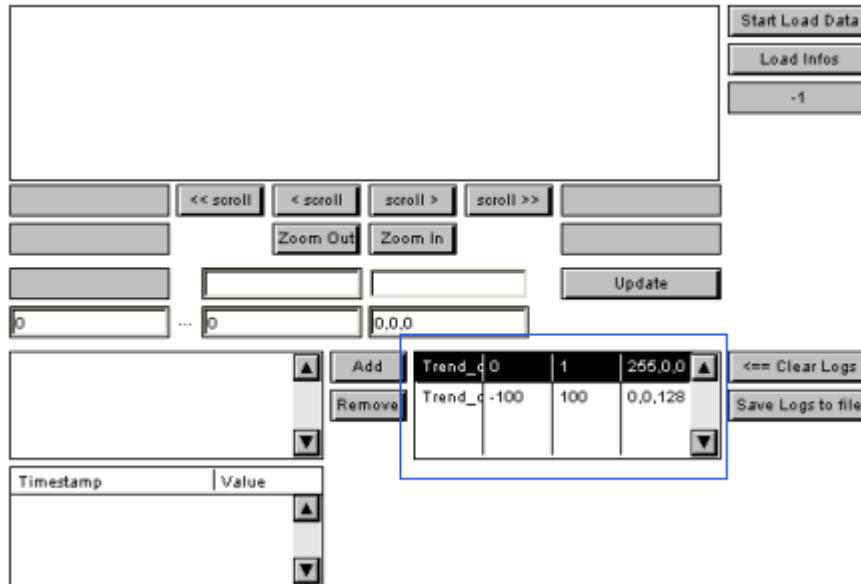 Start Load Data
Load Infos
-1
<< scroll < scroll scroll > scroll >>
Zoom Out Zoom In
Update
0 ... 0 0,0,0
Add Trend_ 0 1 255,0,0 <== Clear Logs
Remove Trend_ -100 100 0,0,128 Save Logs to file
Timestamp Value